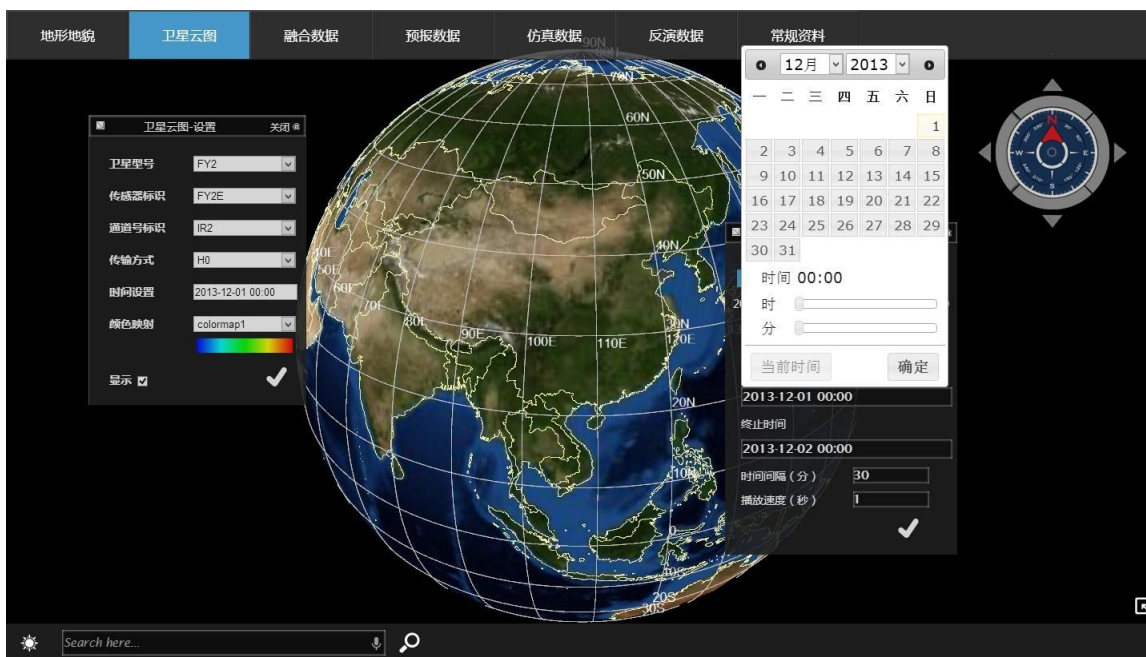 地形地貌 卫星云图 融合数据 预报数据 仿真数据 反演数据 常规资料
卫星云图-设置 关闭
卫星型号 FY2
传感器标识 FY2E
通道号标识 IR2
传输方式 H0
时间设置 2013-12-01 00:00
颜色映射 colormap1
显示
12月 2013
一 二 三 四 五 六 日
1
2 3 4 5 6 7 8
9 10 11 12 13 14 15
16 17 18 19 20 21 22
23 24 25 26 27 28 29
30 31
时间 00:00
时
分
当前时间 确定
2013-12-01 00:00
终止时间
2013-12-02 00:00
时间间隔(分) 30
播放速度(秒) 1
90N
70N
60N
50N
40N
30N
20N
10N
0
10S
20S
30S
40E
50E
60E
70E
80E
90E
100E
110E
120E
N
E
S
W
Search here...